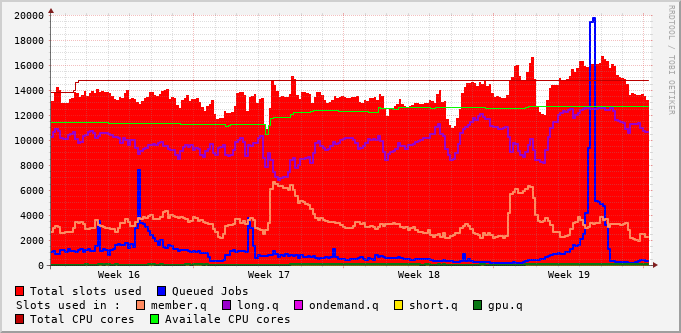 20000
18000
16000
14000
12000
10000
8000
6000
4000
2000
0
Week 16 Week 17 Week 18 Week 19
RRDTOOL / TOBI OETIKER
Total slots used Queued Jobs
Slots used in : member.q long.q ondemand.q short.q gpu.q
Total CPU cores Availale CPU cores